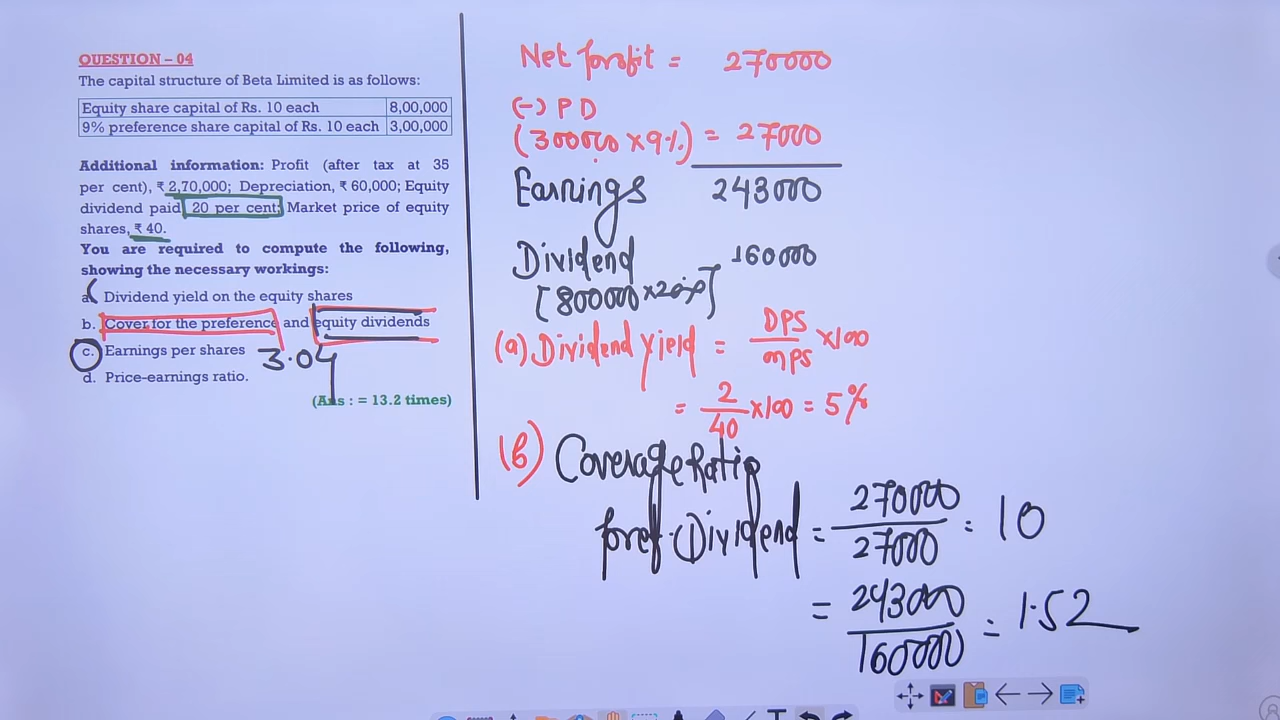 QUESTION – 04
The capital structure of Beta Limited is as follows:
Equity share capital of Rs. 10 each 8,00,000
9% preference share capital of Rs. 10 each 3,00,000
Additional information: Profit (after tax at 35
per cent), ₹ 2,70,000; Depreciation, ₹ 60,000; Equity
dividend paid 20 per cent; Market price of equity
shares, ₹ 40.
You are required to compute the following,
showing the necessary workings:
a. Dividend yield on the equity shares
b. Cover for the preference and equity dividends
c. Earnings per shares
3.04
d. Price-earnings ratio.
(Ans : = 13.2 times)
Net Profit = 270000
(-) PD
(300000 x 9%) = 27000
Earnings 243000
Dividend 160000
[800000 x 20%]
(a) Dividend Yield = DPS/MPS x 100
= 2/40 x 100 = 5%
(b) Coverage Ratio
Pref. Dividend = 270000/27000 = 10
= 243000/160000 = 1.52